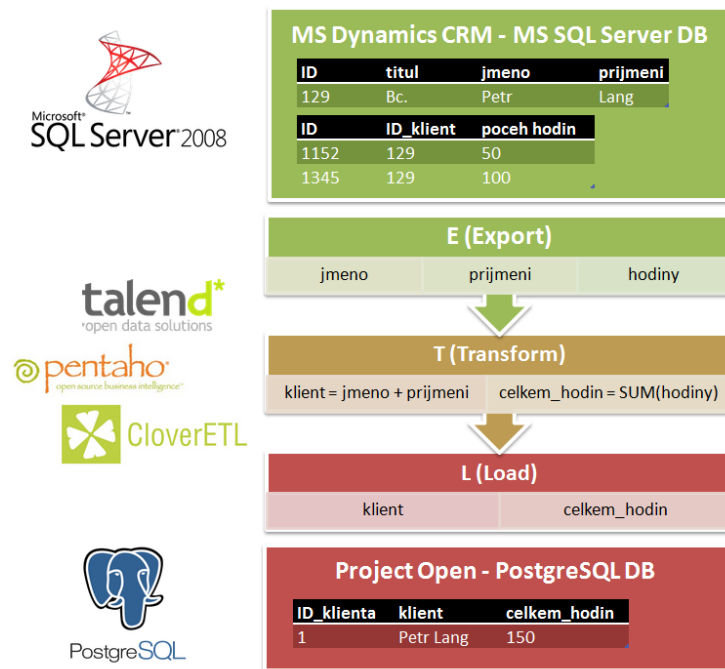 MS Dynamics CRM - MS SQL Server DB
ID titul jmeno prijmeni
129 Bc. Petr Lang
ID ID_klient poceh hodin
1152 129 50
1345 129 100
Microsoft®
SQL Server® 2008
E (Export)
jmeno prijmeni hodiny
talend*
*open data solutions
T (Transform)
klient = jmeno + prijmeni celkem_hodin = SUM(hodiny)
pentaho®
open source business intelligence™
CloverETL
L (Load)
klient celkem_hodin
Project Open - PostgreSQL DB
ID_klienta klient celkem_hodin
1 Petr Lang 150
PostgreSQL